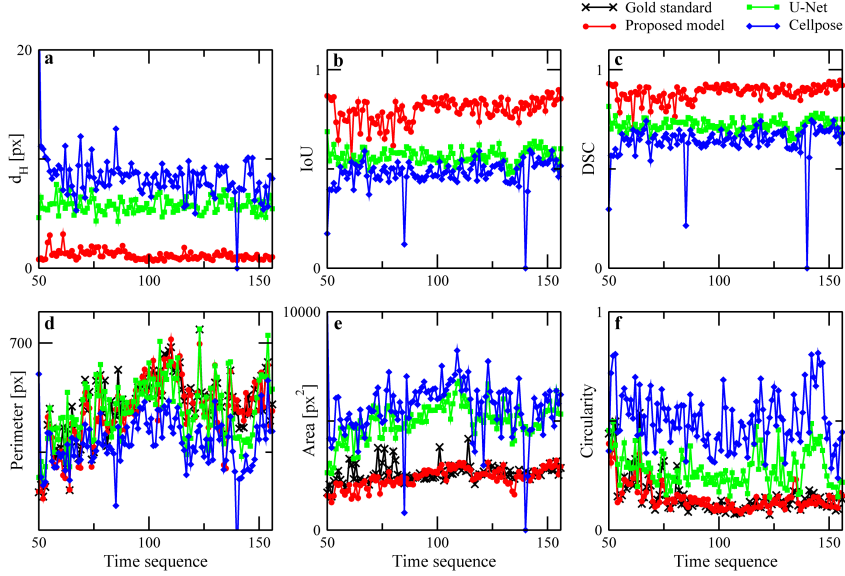 Gold standard
U-Net
Proposed model
Cellpose
a
20
0
d_H [px]
50
100
150
b
1
0
IoU
50
100
150
c
1
0
DSC
50
100
150
d
700
Perimeter [px]
50
100
150
Time sequence
e
10000
0
Area [px²]
50
100
150
Time sequence
f
1
0
Circularity
50
100
150
Time sequence